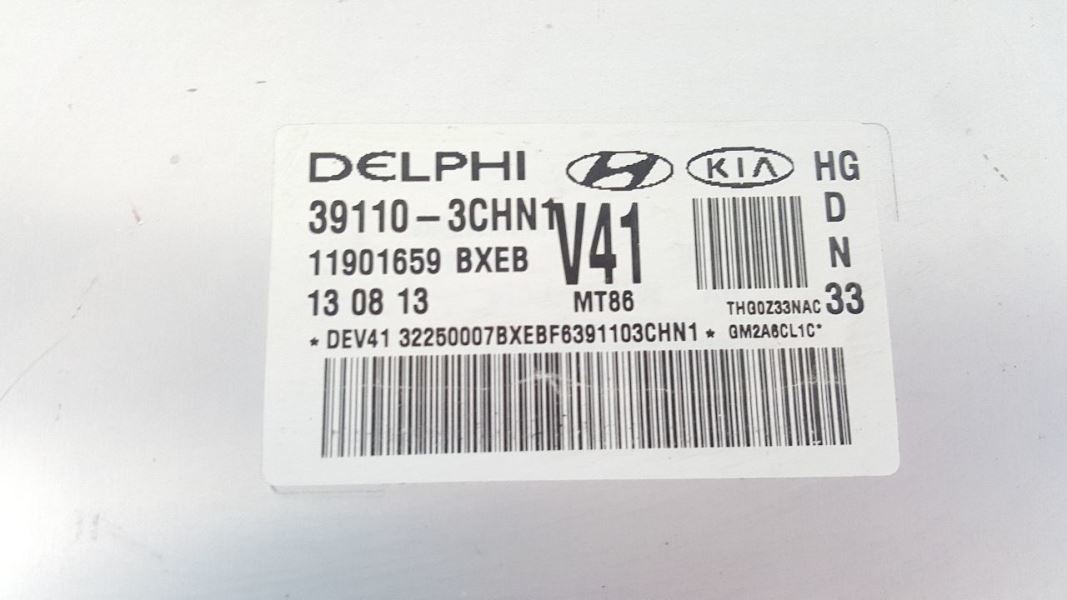 DELPHI KIA HG
39110-3CHN1 V41 D
11901659 BXEB N
13 08 13 MT86 THG0Z33NAC 33
*DEV41 32250007BXEBF6391103CHN1* GM2A6CL1C*